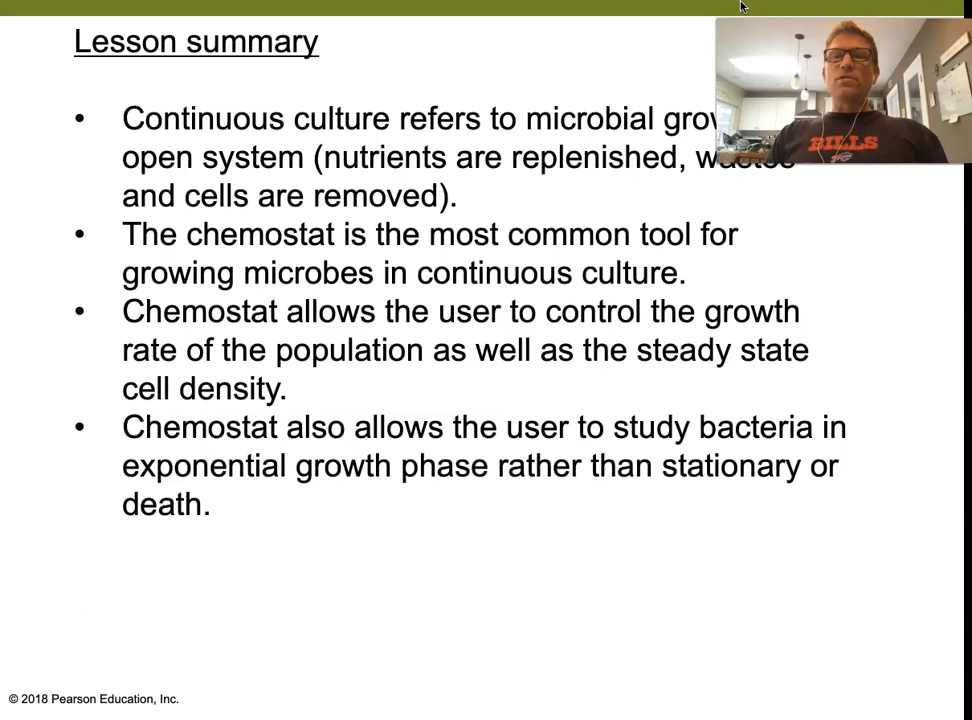 Lesson summary
• Continuous culture refers to microbial
open system (nutrients are replenished,
and cells are removed).
• The chemostat is the most common tool for
growing microbes in continuous culture.
• Chemostat allows the user to control the growth
rate of the population as well as the steady state
cell density.
• Chemostat also allows the user to study bacteria in
exponential growth phase rather than stationary or
death.
BILLS
© 2018 Pearson Education, Inc.